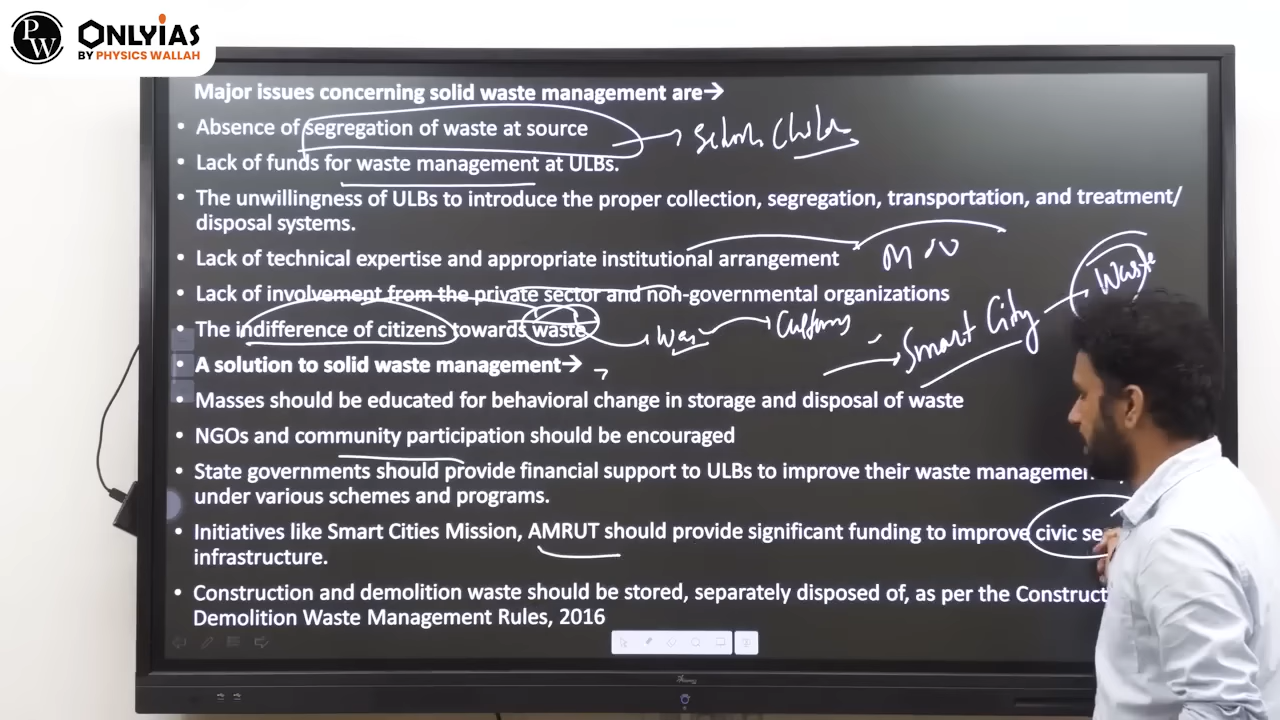 PW
ONLYIAS
BY PHYSICS WALLAH
Major issues concerning solid waste management are→
• Absence of segregation of waste at source
• Lack of funds for waste management at ULBs.
• The unwillingness of ULBs to introduce the proper collection, segregation, transportation, and treatment/
disposal systems.
• Lack of technical expertise and appropriate institutional arrangement
• Lack of involvement from the private sector and non-governmental organizations
Waste
Smart City
• The indifference of citizens towards waste
• A solution to solid waste management→
• Masses should be educated for behavioral change in storage and disposal of waste
• NGOs and community participation should be encouraged
• State governments should provide financial support to ULBs to improve their waste
under various schemes and programs.
• Initiatives like Smart Cities Mission, AMRUT should provide significant funding to improve civic
infrastructure.
• Construction and demolition waste should be stored, separately disposed of, as per the
Demolition Waste Management Rules, 2016